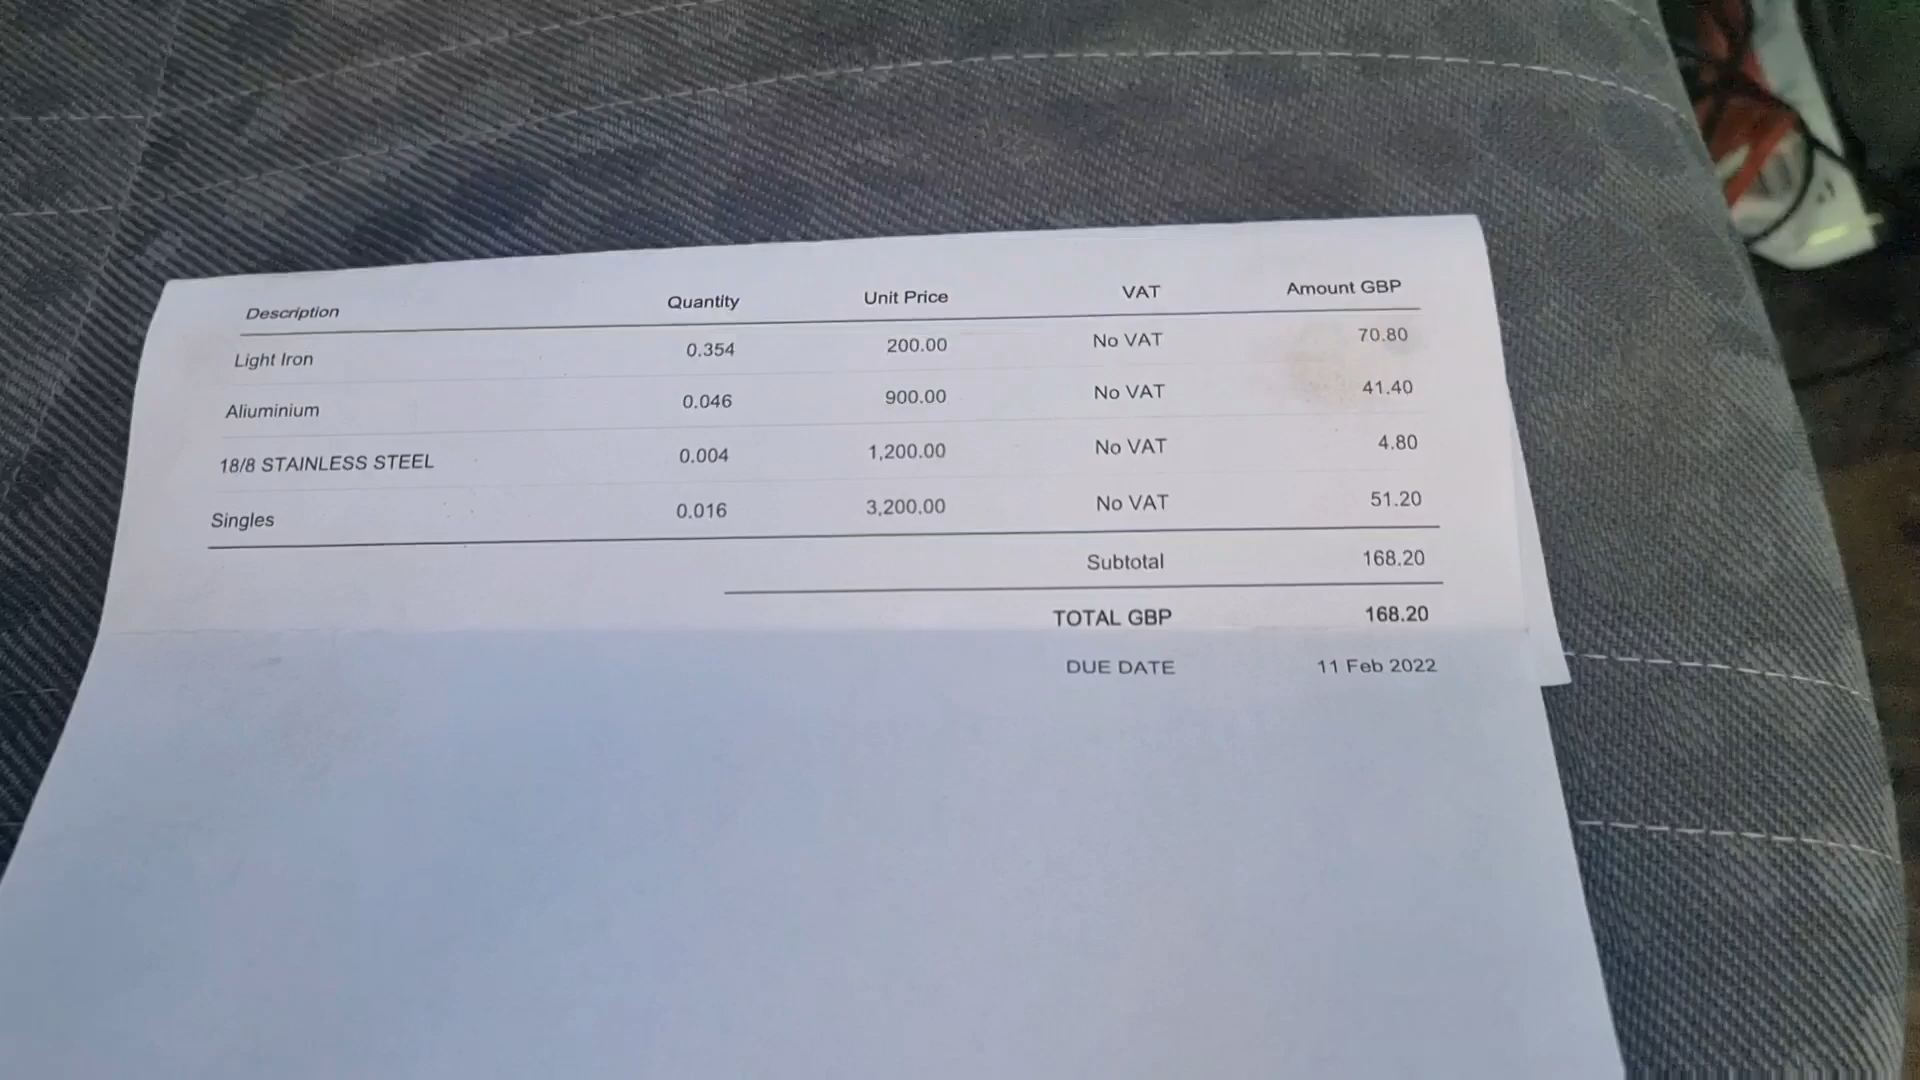 Description Quantity Unit Price VAT Amount GBP
Light Iron 0.354 200.00 No VAT 70.80
Aliuminium 0.046 900.00 No VAT 41.40
18/8 STAINLESS STEEL 0.004 1,200.00 No VAT 4.80
Singles 0.016 3,200.00 No VAT 51.20
Subtotal 168.20
TOTAL GBP 168.20
DUE DATE 11 Feb 2022